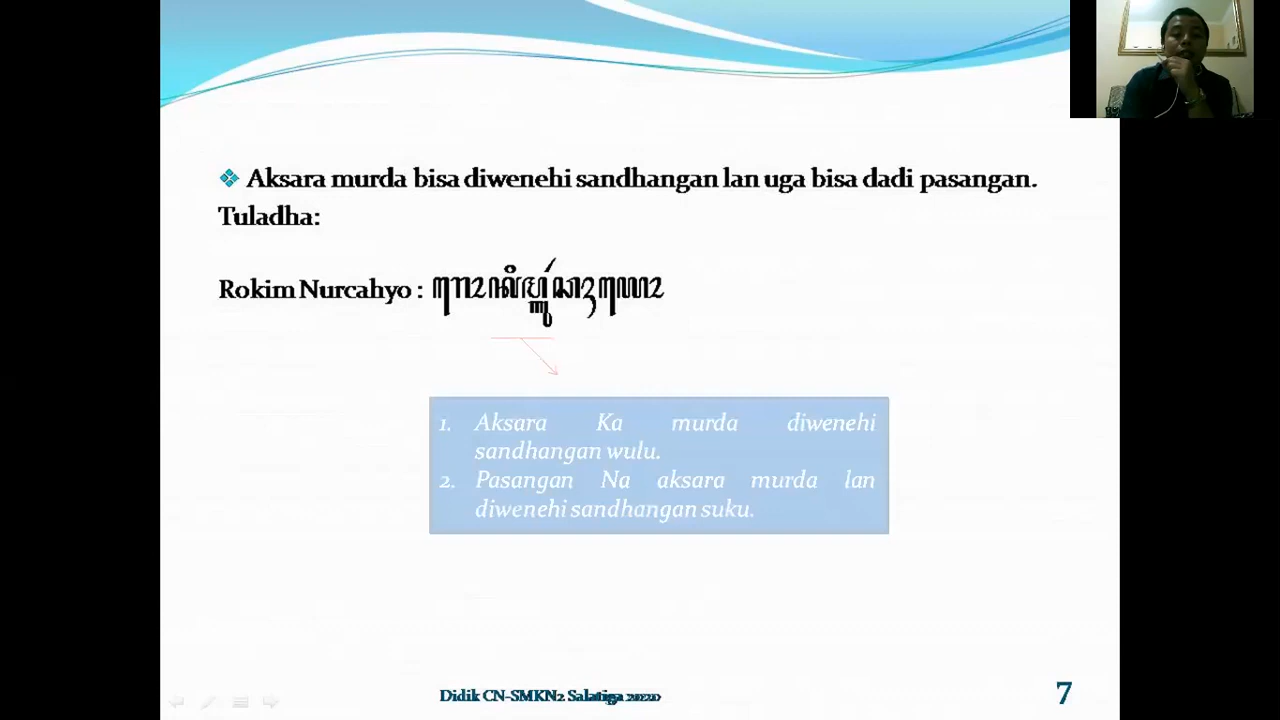 Aksara murda bisa diwenehi sandhangan lan uga bisa dadi pasangan.
Tuladha:
Rokim Nurcahyo :
1. Aksara Ka murda diwenehi
sandhangan wulu.
2. Pasangan Na aksara murda lan
diwenehi sandhangan suku.
Didik CN-SMKN2 Salatiga 2020
7